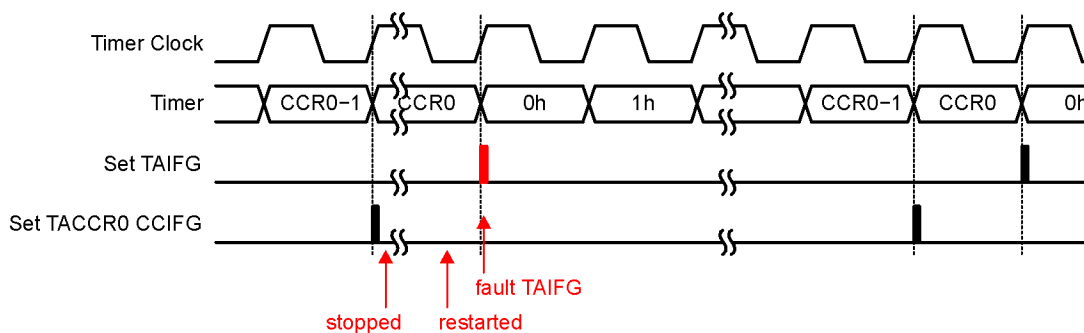 Timer Clock
Timer CCR0−1 CCR0 0h 1h CCR0−1 CCR0 0h
Set TAIFG
Set TACCR0 CCIFG
fault TAIFG
stopped restarted